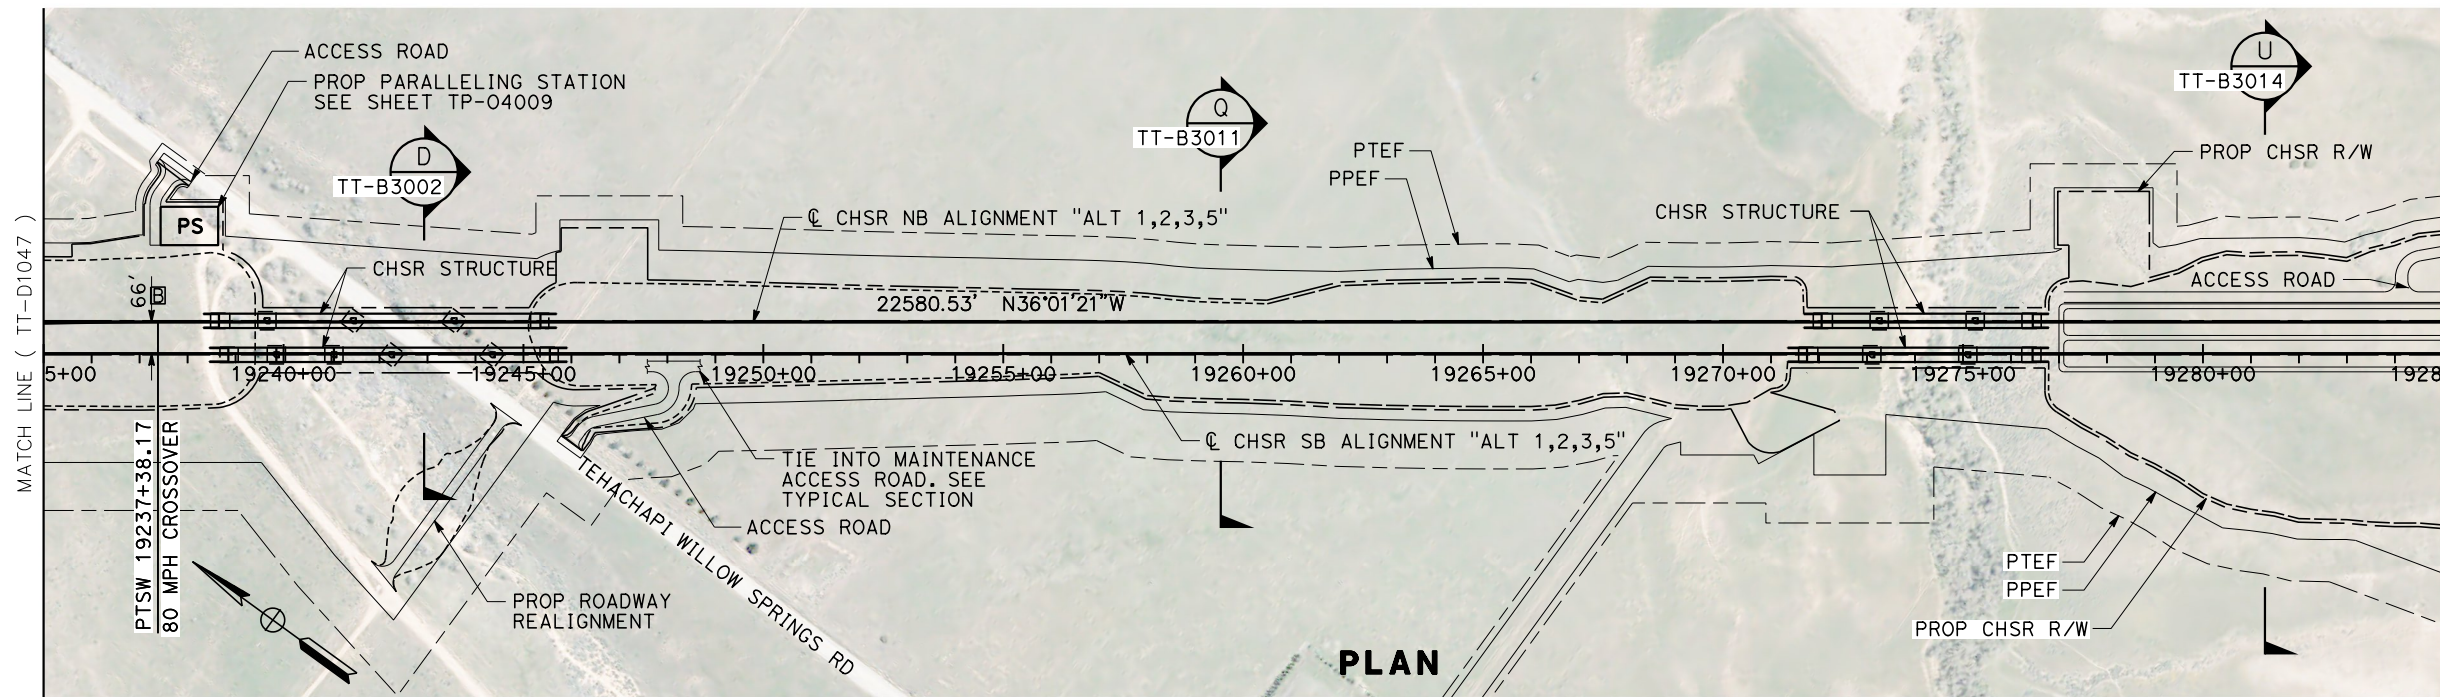 ACCESS ROAD
PROP PARALLELING STATION
SEE SHEET TP-04009
D
TT-B3002
Q
TT-B3011
U
TT-B3014
PTEF
PPEF
PROP CHSR R/W
PS
℄ CHSR NB ALIGNMENT "ALT 1,2,3,5"
CHSR STRUCTURE
CHSR STRUCTURE
ACCESS ROAD
MATCH LINE ( TT-D1047 )
66'
B
22580.53' N36°01'21"W
5+00
19240+00
19245+00
19250+00
19255+00
19260+00
19265+00
19270+00
19275+00
19280+00
1928
PTSW 19237+38.17
80 MPH CROSSOVER
℄ CHSR SB ALIGNMENT "ALT 1,2,3,5"
TIE INTO MAINTENANCE
ACCESS ROAD. SEE
TYPICAL SECTION
ACCESS ROAD
TEHACHAPI WILLOW SPRINGS RD
PROP ROADWAY
REALIGNMENT
PTEF
PPEF
PROP CHSR R/W
PLAN